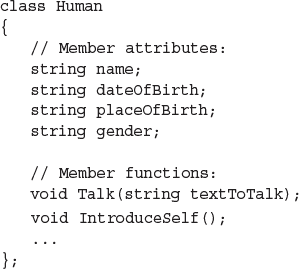 class Human
{
// Member attributes:
string name;
string dateOfBirth;
string placeOfBirth;
string gender;
// Member functions:
void Talk(string textToTalk);
void IntroduceSelf();
...
};